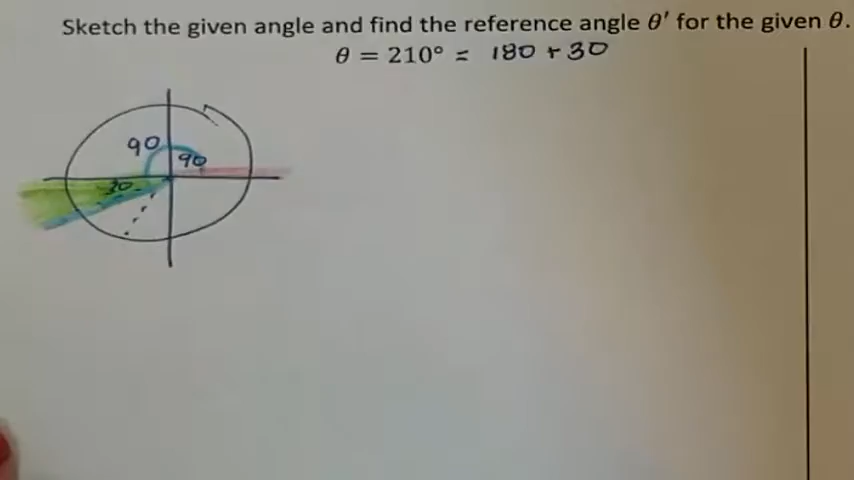 Sketch the given angle and find the reference angle θ′ for the given θ.
θ = 210° = 180 + 30
90
90
30